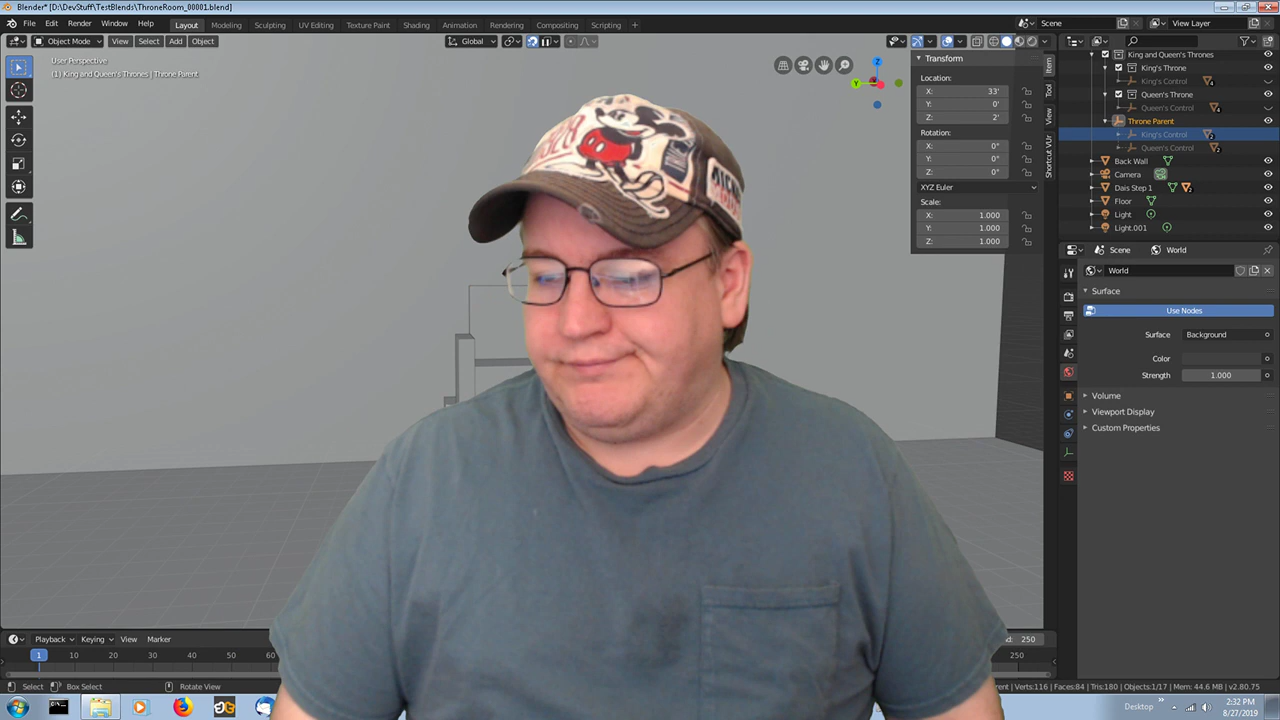 Blender* [D:\DevStuff\TestBlends\ThroneRoom_00001.blend]
File Edit Render Window Help Layout Modeling Sculpting UV Editing Texture Paint Shading Animation Rendering Compositing Scripting + Scene View Layer
Object Mode View Select Add Object Global
User Perspective
(1) King and Queen's Thrones | Throne Parent
Z
Y
Transform
Location:
X: 33'
Y: 0'
Z: 2'
Rotation:
X: 0°
Y: 0°
Z: 0°
XYZ Euler
Scale:
X: 1.000
Y: 1.000
Z: 1.000
Item
Tool
View
Shortcut VUr
King and Queen's Thrones
King's Throne
King's Control
Queen's Throne
Queen's Control
Throne Parent
King's Control
Queen's Control
Back Wall
Camera
Dais Step 1
Floor
Light
Light.001
Scene World
World
Surface
Use Nodes
Surface Background
Color
Strength 1.000
Volume
Viewport Display
Custom Properties
Playback Keying View Marker
250
1 10 20 30 40 50 60 70 80 250
Select Box Select Rotate View
Verts:116 | Faces:84 | Tris:180 | Objects:1/17 | Mem: 44.6 MB | v2.80.75
Desktop
2:32 PM
8/27/2019